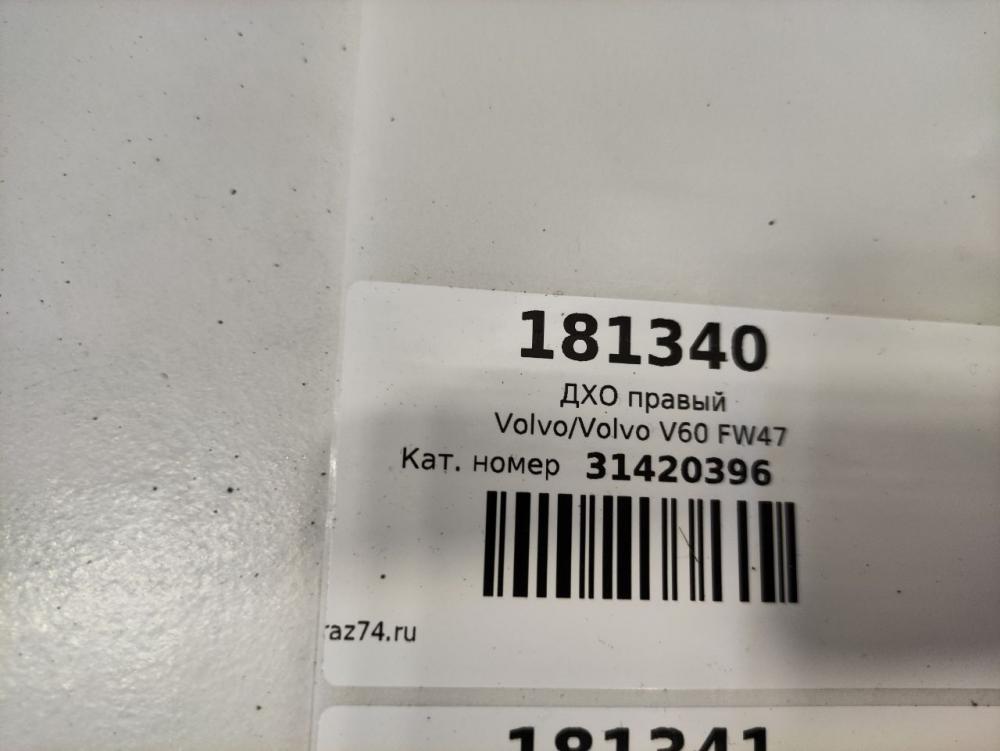 181340
ДХО правый
Volvo/Volvo V60 FW47
Кат. номер 31420396
raz74.ru
181341